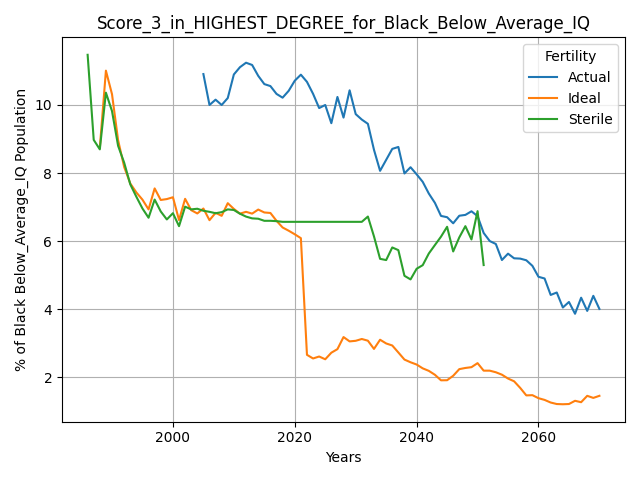 Score_3_in_HIGHEST_DEGREE_for_Black_Below_Average_IQ
% of Black Below_Average_IQ Population
10
8
6
4
2
Fertility
Actual
Ideal
Sterile
2000
2020
2040
2060
Years